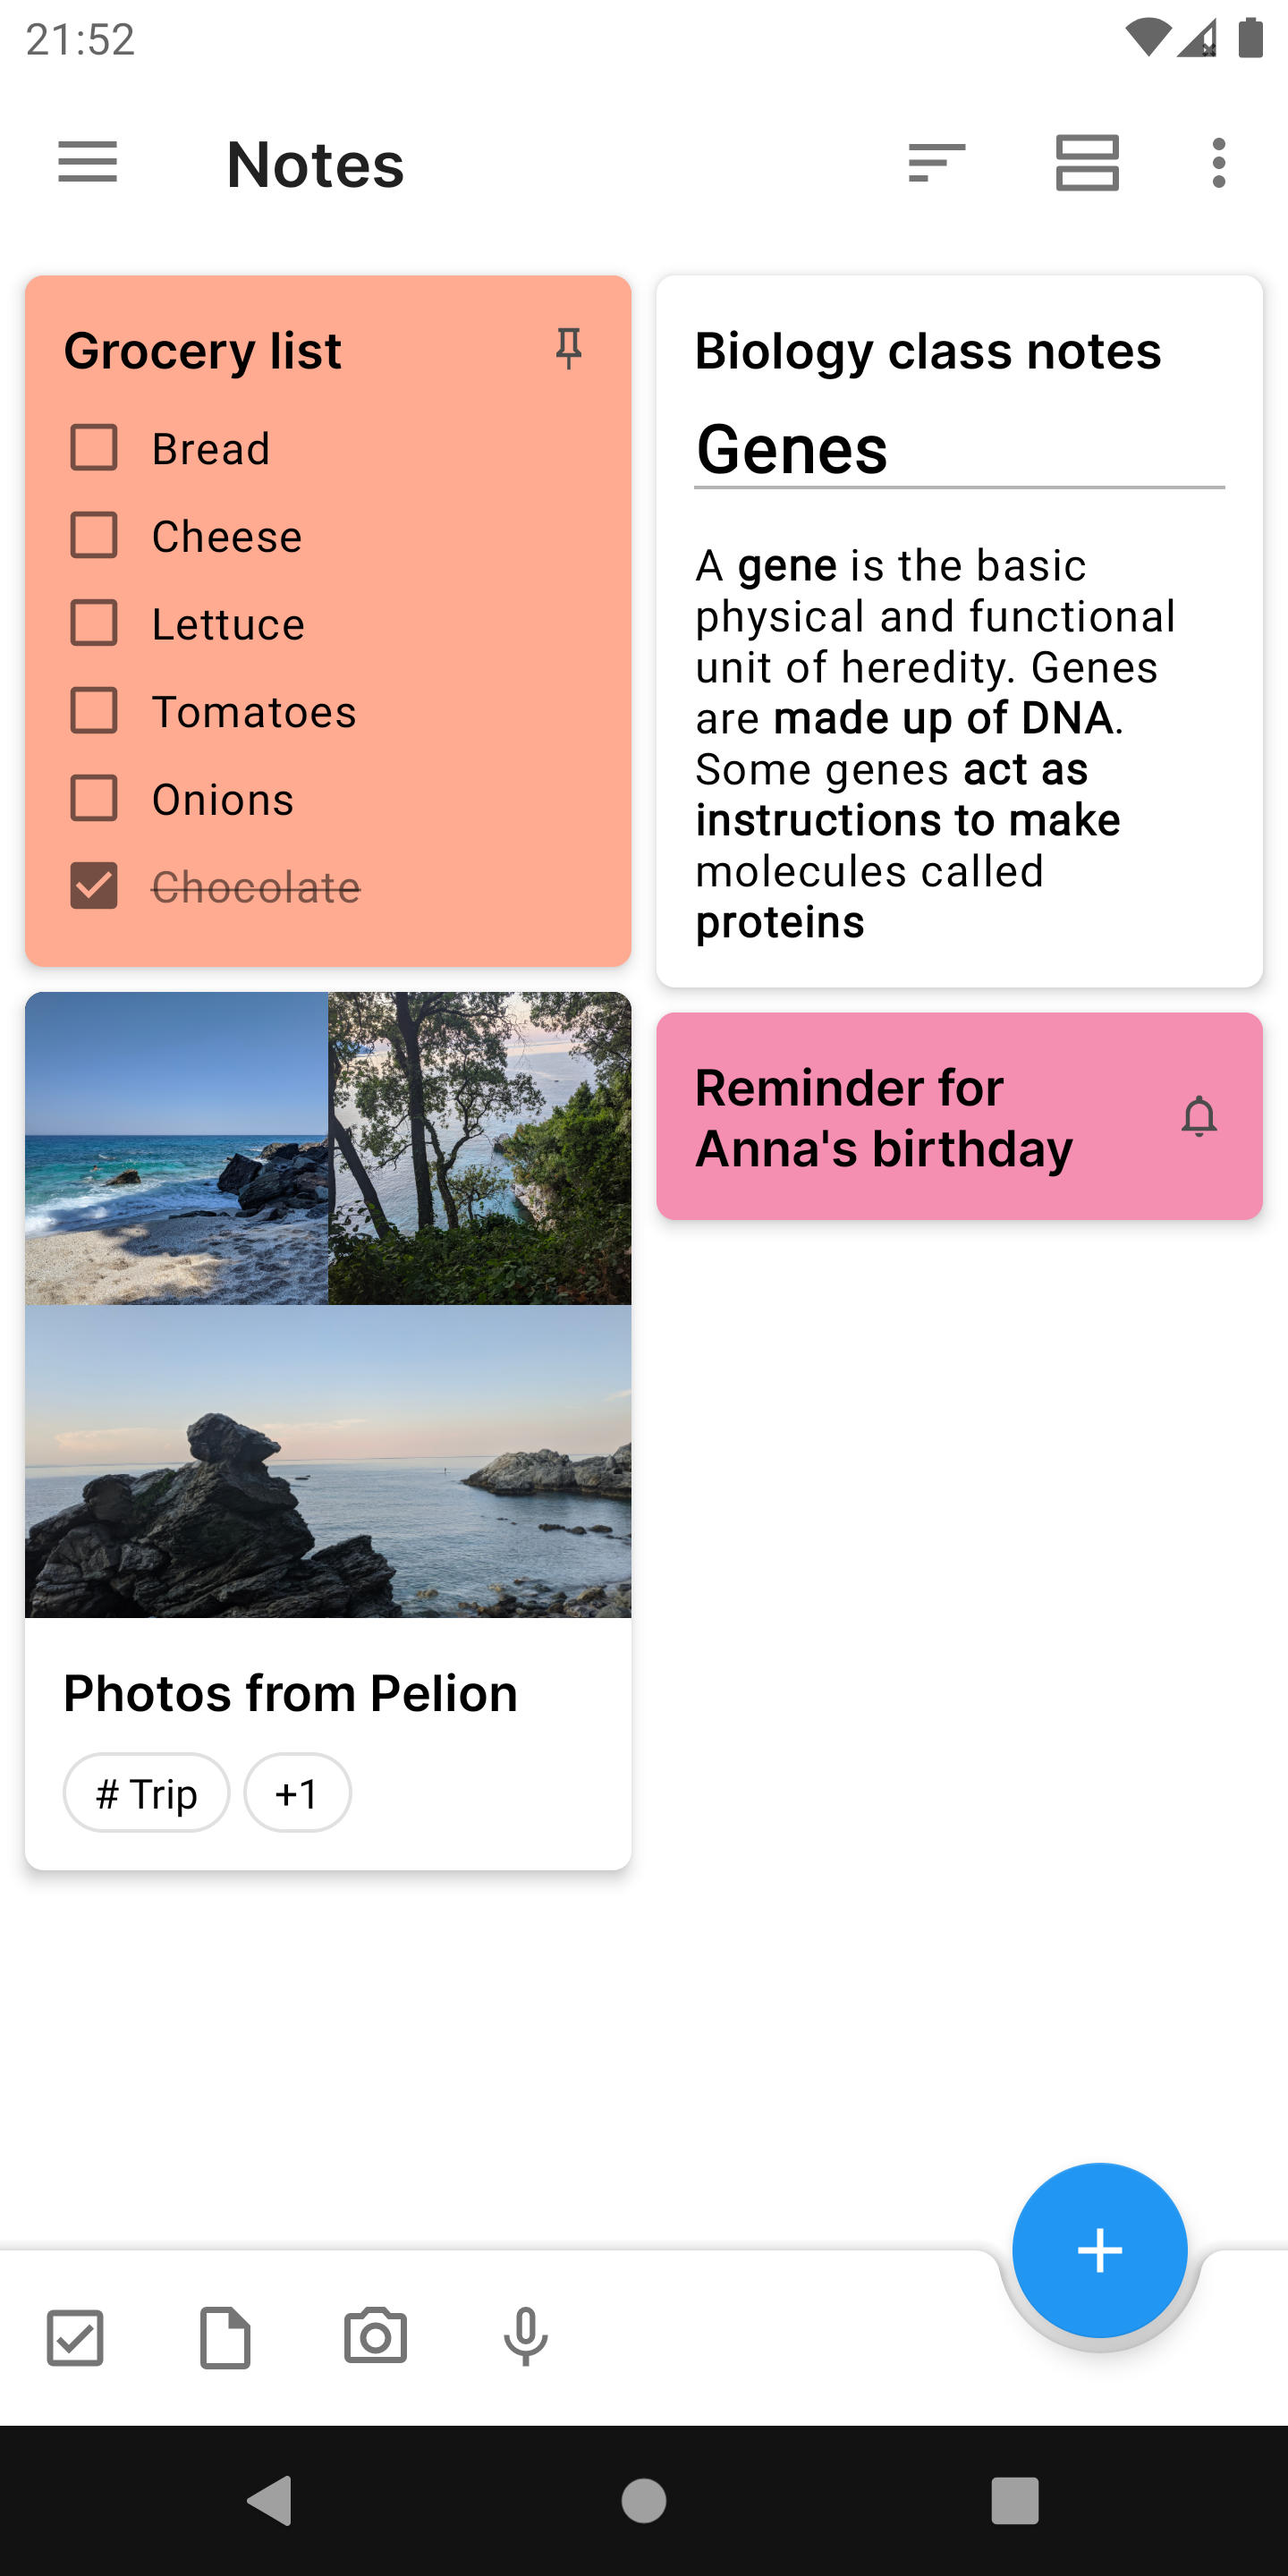 21:52
Notes
Grocery list
Bread
Cheese
Lettuce
Tomatoes
Onions
Chocolate
Biology class notes
Genes
A gene is the basic
physical and functional
unit of heredity. Genes
are made up of DNA.
Some genes act as
instructions to make
molecules called
proteins
Reminder for
Anna's birthday
Photos from Pelion
# Trip
+1